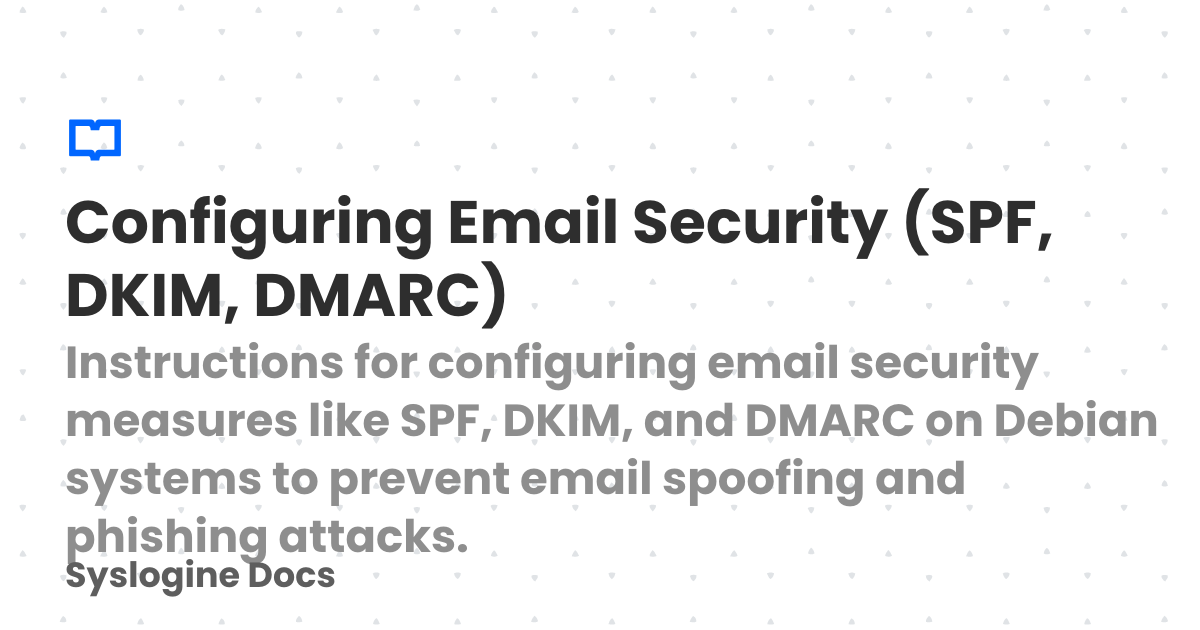 Configuring Email Security (SPF,
DKIM, DMARC)
Instructions for configuring email security
measures like SPF, DKIM, and DMARC on Debian
systems to prevent email spoofing and
phishing attacks.
Syslogine Docs